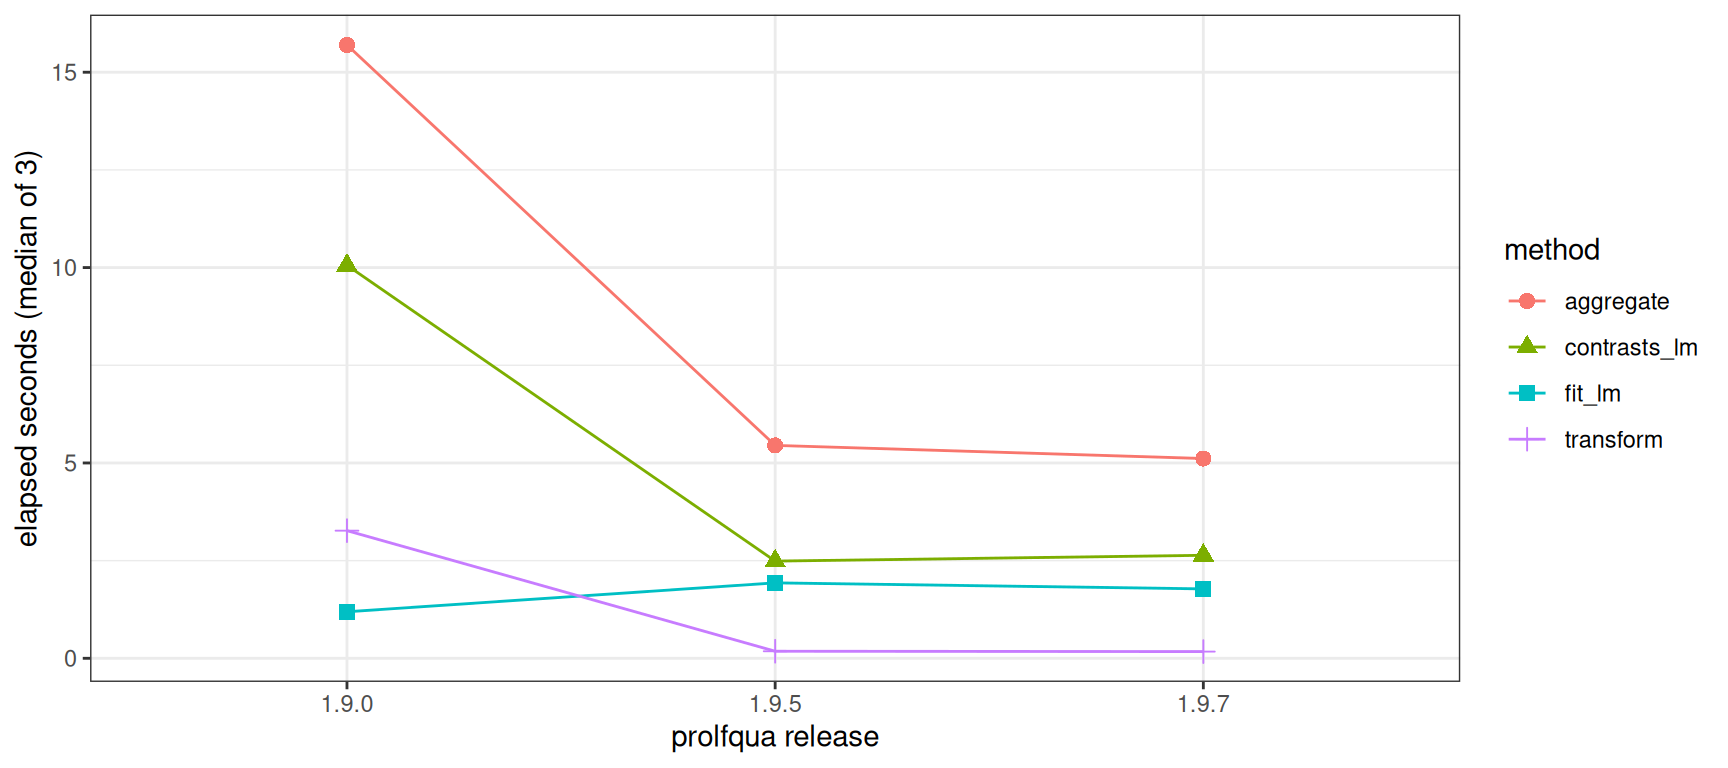 elapsed seconds (median of 3)
15
10
5
0
1.9.0
1.9.5
1.9.7
prolfqua release
method
aggregate
contrasts_lm
fit_lm
transform